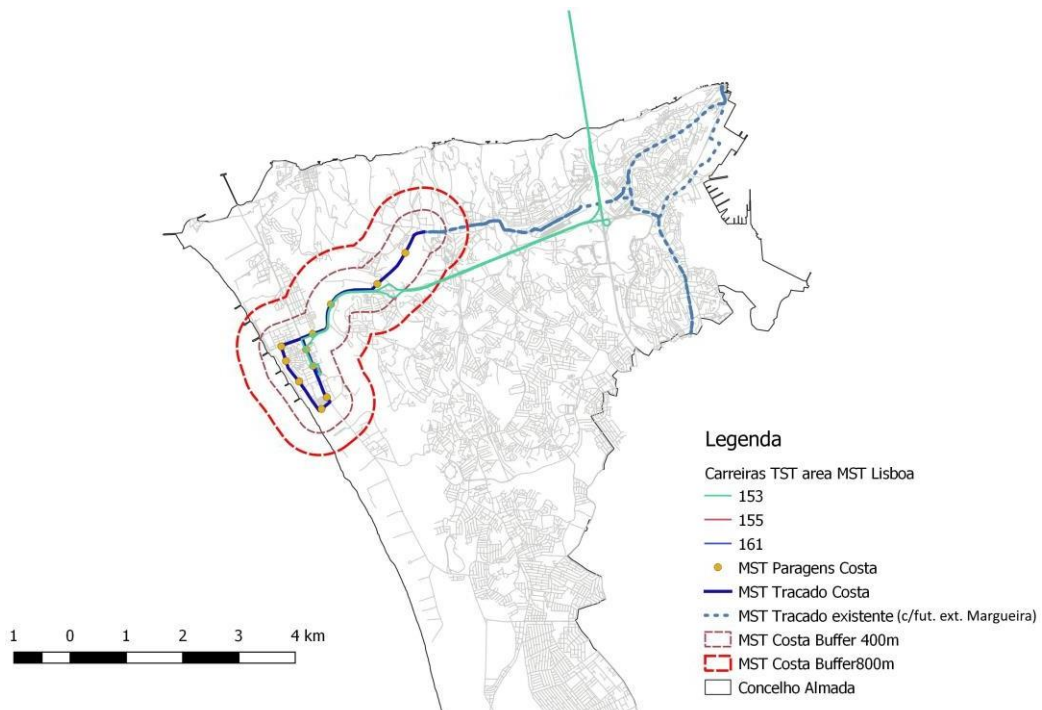 Legenda
Carreiras TST area MST Lisboa
153
155
161
MST Paragens Costa
MST Tracado Costa
MST Tracado existente (c/fut. ext. Margueira)
MST Costa Buffer 400m
MST Costa Buffer800m
Concelho Almada
1 0 1 2 3 4 km